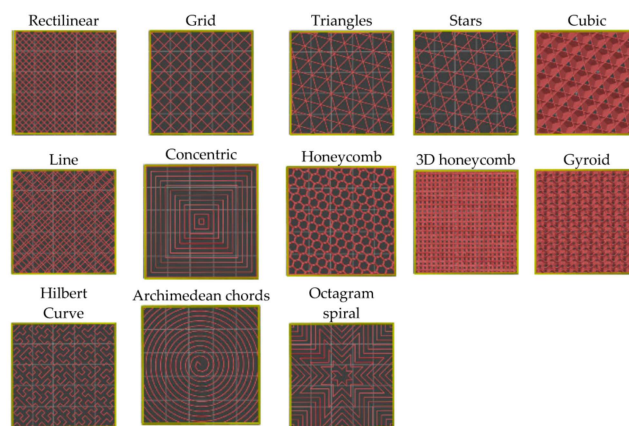 Rectilinear
Grid
Triangles
Stars
Cubic
Line
Concentric
Honeycomb
3D honeycomb
Gyroid
Hilbert
Curve
Archimedean chords
Octagram
spiral